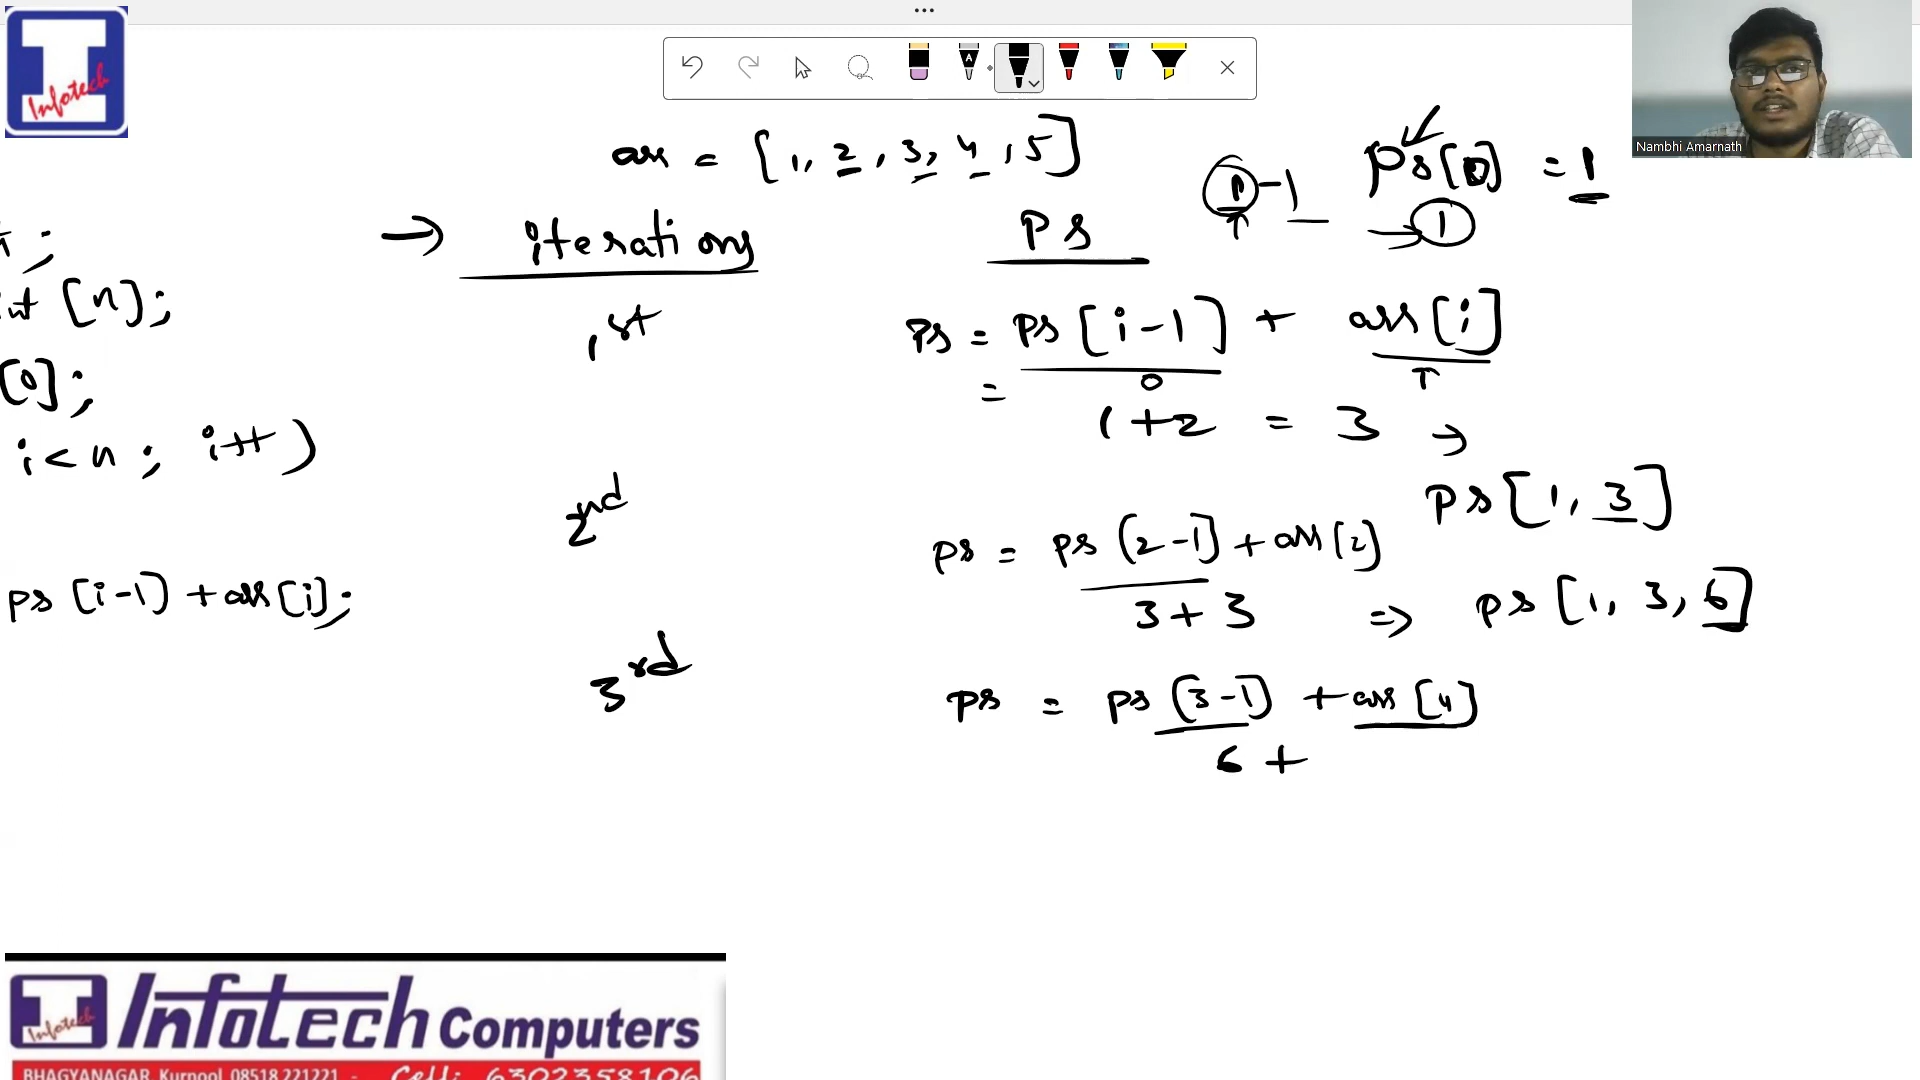 Infotech
Nambhi Amarnath
arr = [1, 2, 3, 4, 5]
1 - 1
ps[0] = 1
→ 1
→ iterations
ps
;
int [n];
[0];
i < n ; i++)
ps [i-1] + arr[i];
1st
ps = ps [i-1] + arr[i]
= 0
1+2 = 3 →
ps[1, 3]
2nd
ps = ps (2-1] + arr[2]
3 + 3 => ps [1, 3, 6]
3rd
ps = ps [3-1] + arr [4]
6 +
Infotech
Infotech Computers
BHAGYANAGAR, Kurnool, 08518 221221 - Cell: 6302358106